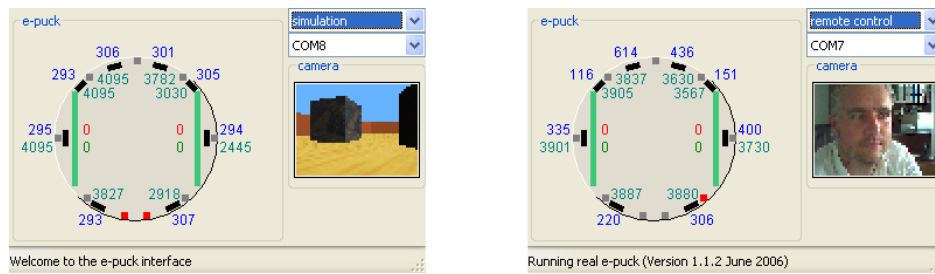 e-puck
simulation
COM8
camera
306 301
293 4095 3782 305
4095 3030
295 0 0 294
4095 0 0 2445
3827 2918
293 307
Welcome to the e-puck interface
e-puck
remote control
COM7
camera
614 436
116 3837 3630 151
3905 3567
335 0 0 400
3901 0 0 3730
3887 3880
220 306
Running real e-puck (Version 1.1.2 June 2006)